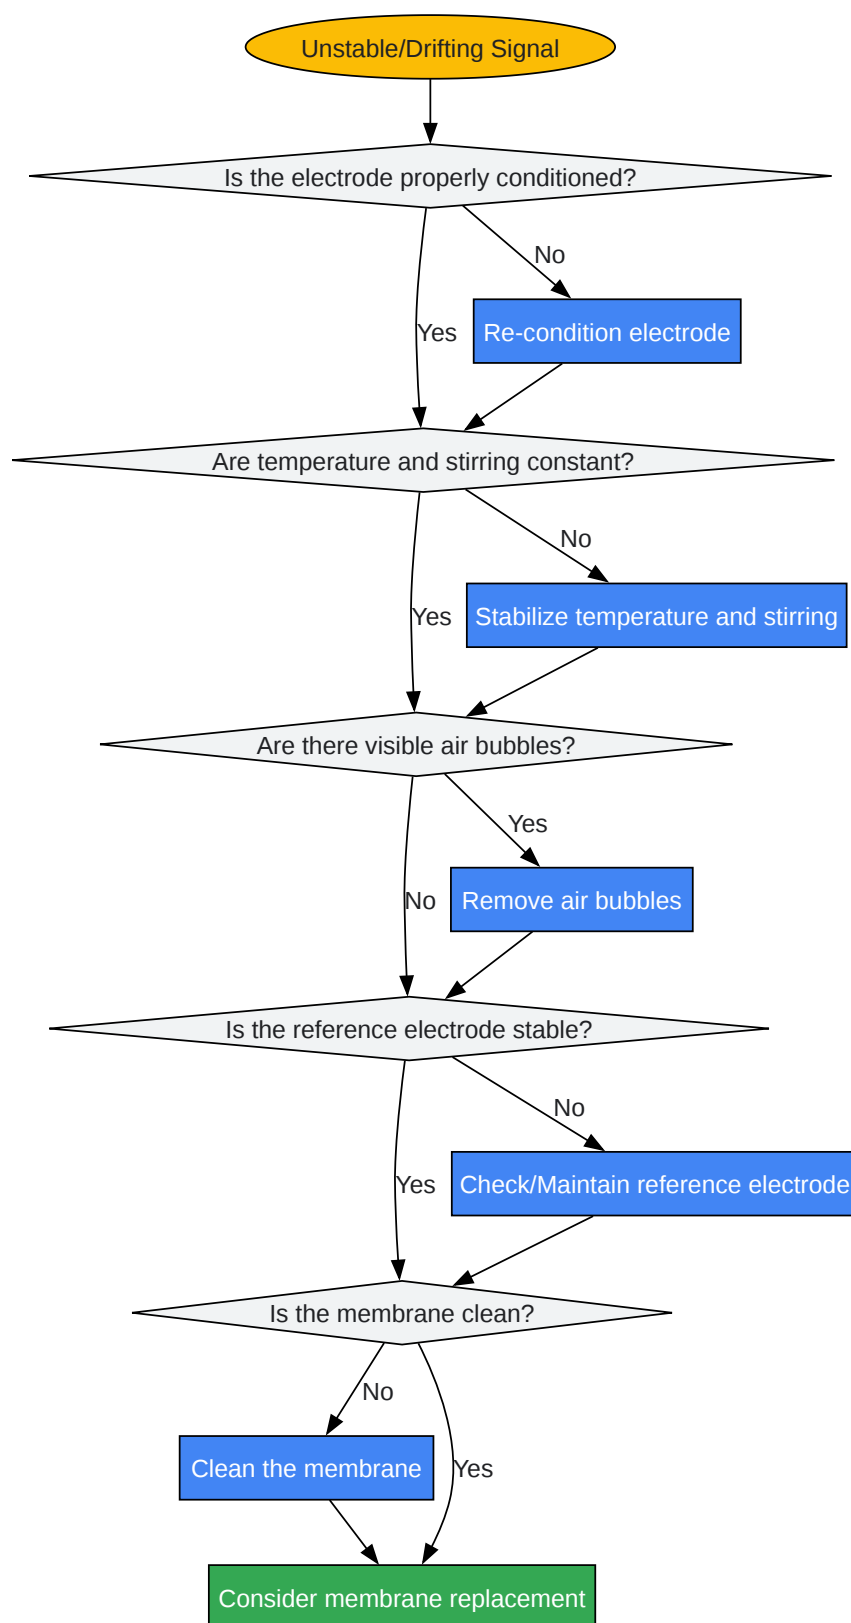 Unstable/Drifting Signal
Is the electrode properly conditioned?
No
Yes
Re-condition electrode
Are temperature and stirring constant?
No
Yes
Stabilize temperature and stirring
Are there visible air bubbles?
Yes
No
Remove air bubbles
Is the reference electrode stable?
No
Yes
Check/Maintain reference electrode
Is the membrane clean?
No
Clean the membrane
Yes
Consider membrane replacement